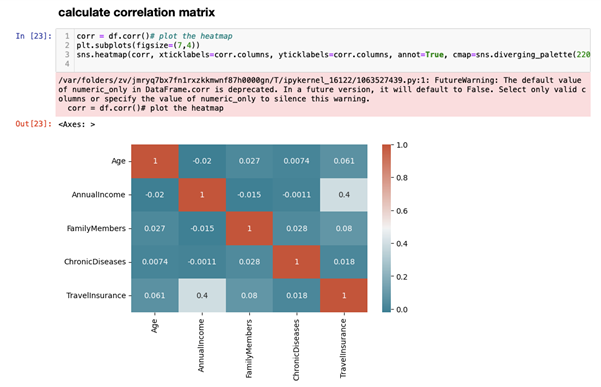 calculate correlation matrix
In [23]:
1 corr = df.corr()# plot the heatmap
2 plt.subplots(figsize=(7,4))
3 sns.heatmap(corr, xticklabels=corr.columns, yticklabels=corr.columns, annot=True, cmap=sns.diverging_palette(220
4
/var/folders/zv/jmryq7bx7fn1rxzkkmwnf87h0000gn/T/ipykernel_16122/1063527439.py:1: FutureWarning: The default value
of numeric_only in DataFrame.corr is deprecated. In a future version, it will default to False. Select only valid c
olumns or specify the value of numeric_only to silence this warning.
corr = df.corr()# plot the heatmap
Out[23]: <Axes: >
Age 1 -0.02 0.027 0.0074 0.061
AnnualIncome -0.02 1 -0.015 -0.0011 0.4
FamilyMembers 0.027 -0.015 1 0.028 0.08
ChronicDiseases 0.0074 -0.0011 0.028 1 0.018
TravelInsurance 0.061 0.4 0.08 0.018 1
Age
AnnualIncome
FamilyMembers
ChronicDiseases
TravelInsurance
1.0
0.8
0.6
0.4
0.2
0.0